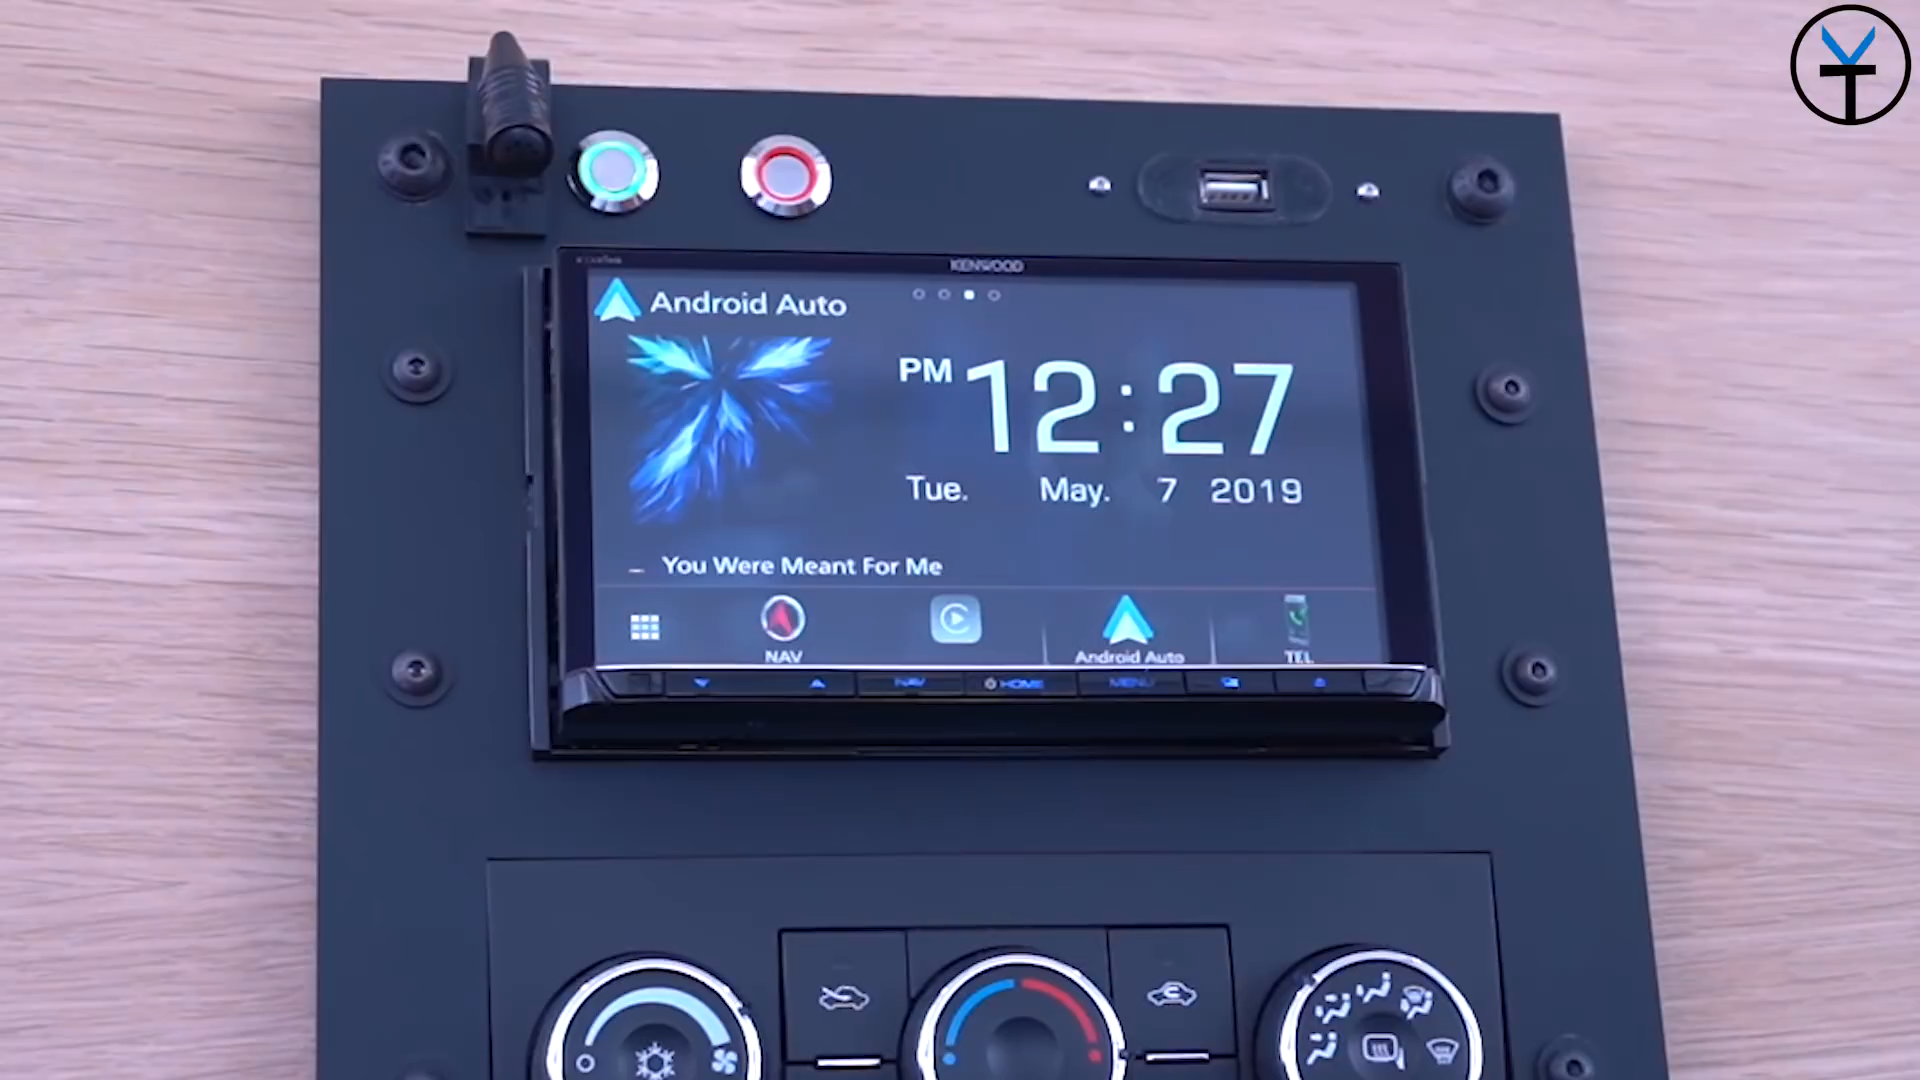 KENWOOD
Android Auto
PM 12:27
Tue. May. 7 2019
You Were Meant For Me
NAV
Android Auto
TEL
NAV
HOME
MENU